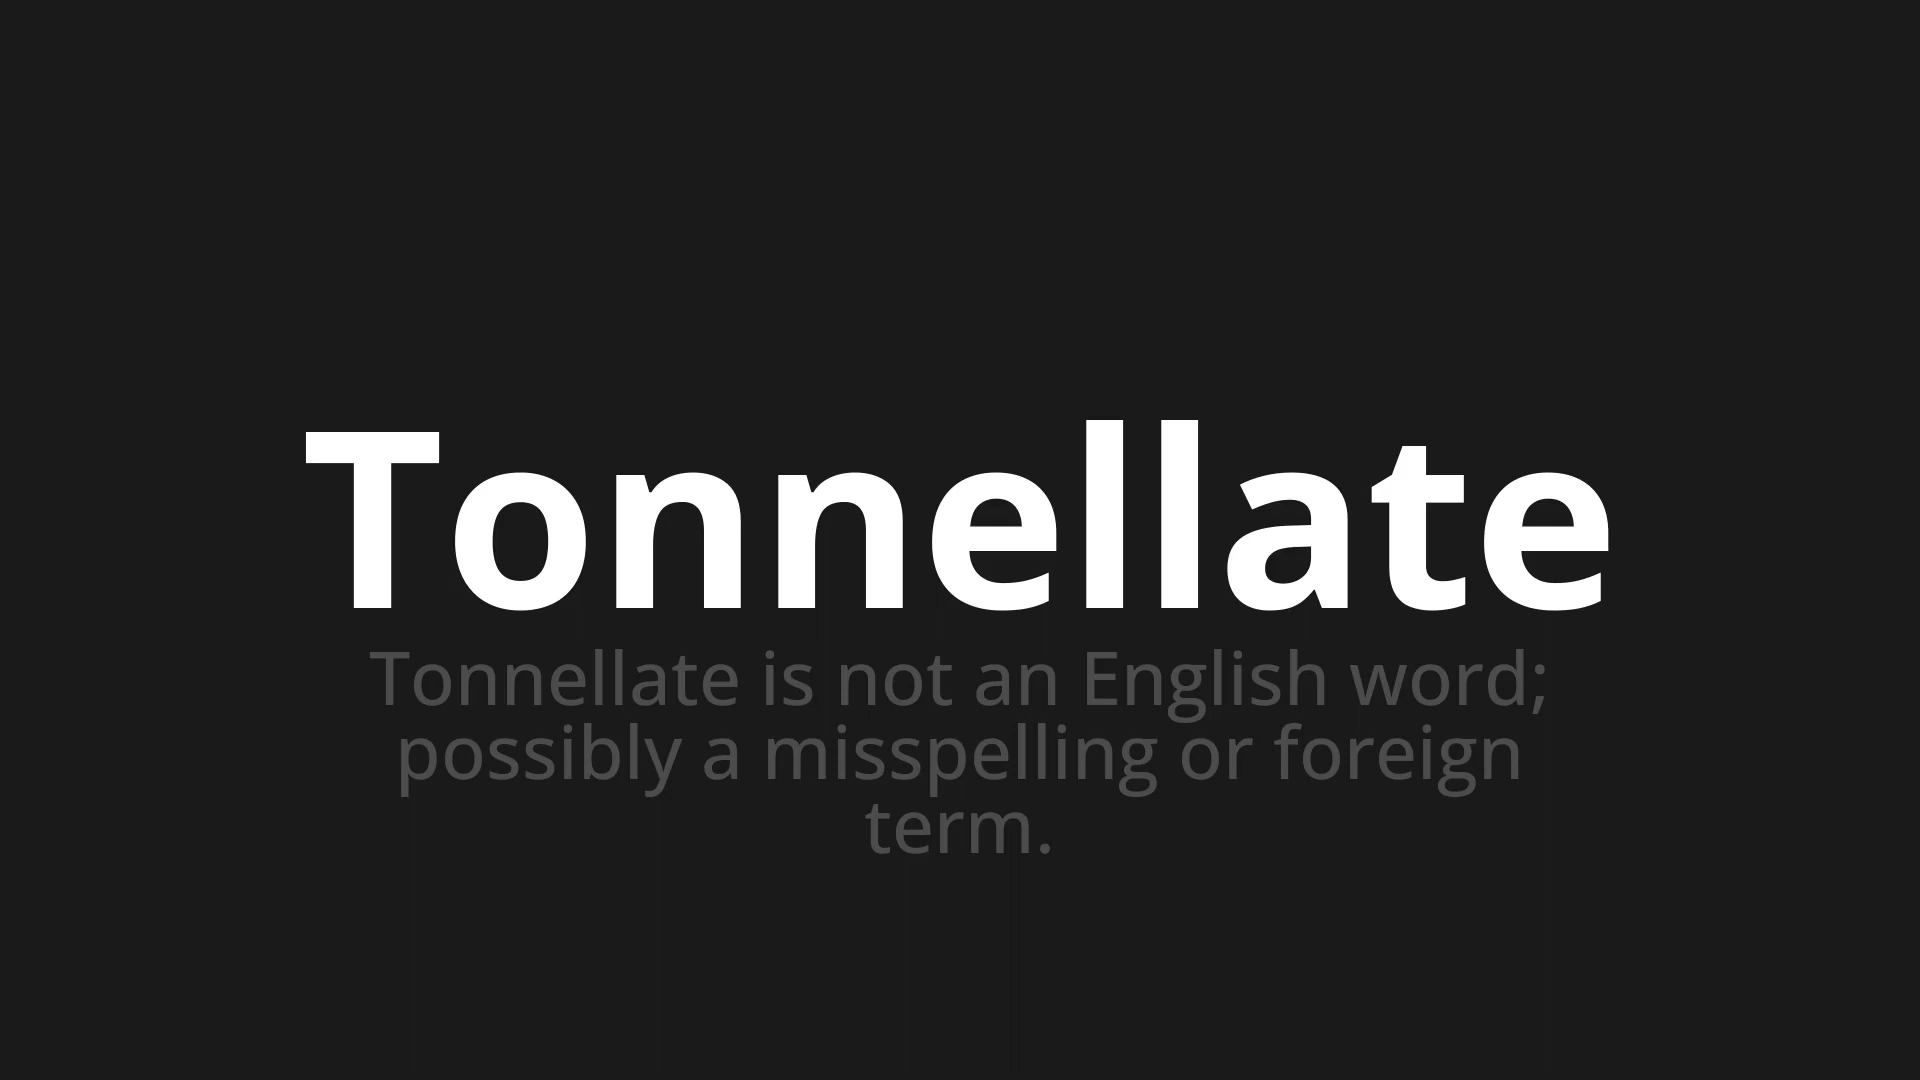 Tonnellate
Tonnellate is not an English word;
possibly a misspelling or foreign
term.